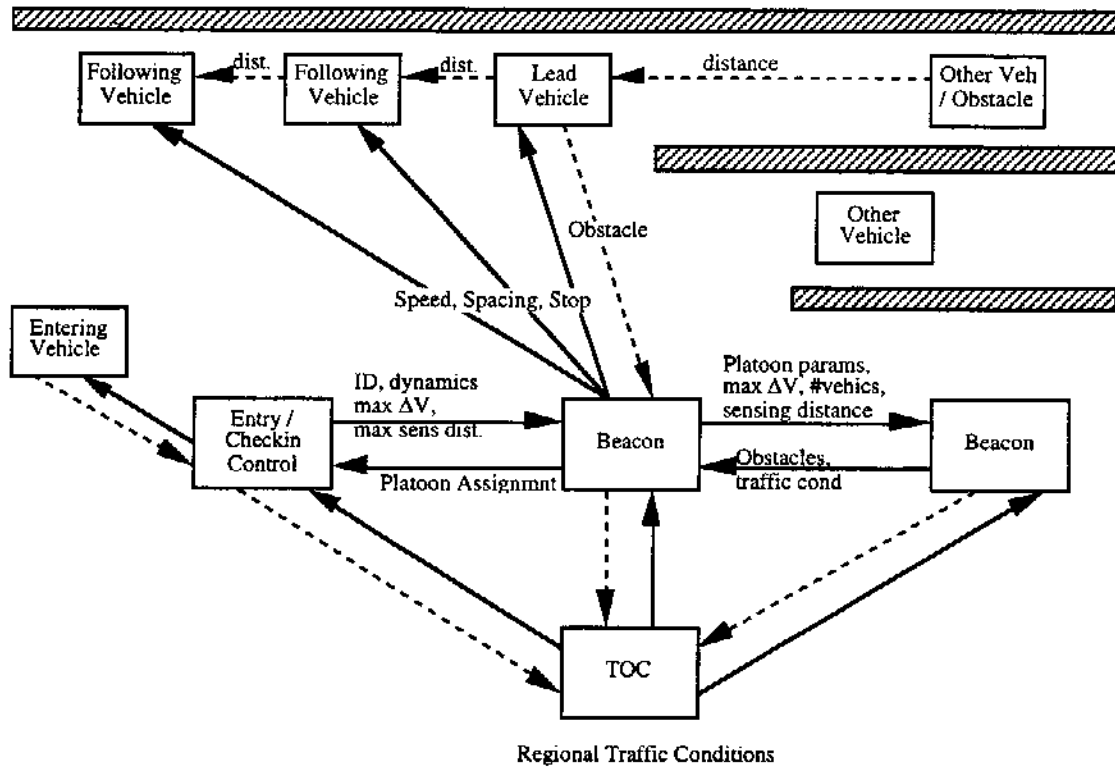 Following
Vehicle
dist.
Following
Vehicle
dist.
Lead
Vehicle
distance
Other Veh
/ Obstacle
Other
Vehicle
Obstacle
Speed, Spacing, Stop
Entering
Vehicle
Entry /
Checkin
Control
ID, dynamics
max ΔV,
max sens dist.
Platoon Assignmnt
Beacon
Platoon params,
max ΔV, #vehics,
sensing distance
Obstacles,
traffic cond
Beacon
TOC
Regional Traffic Conditions